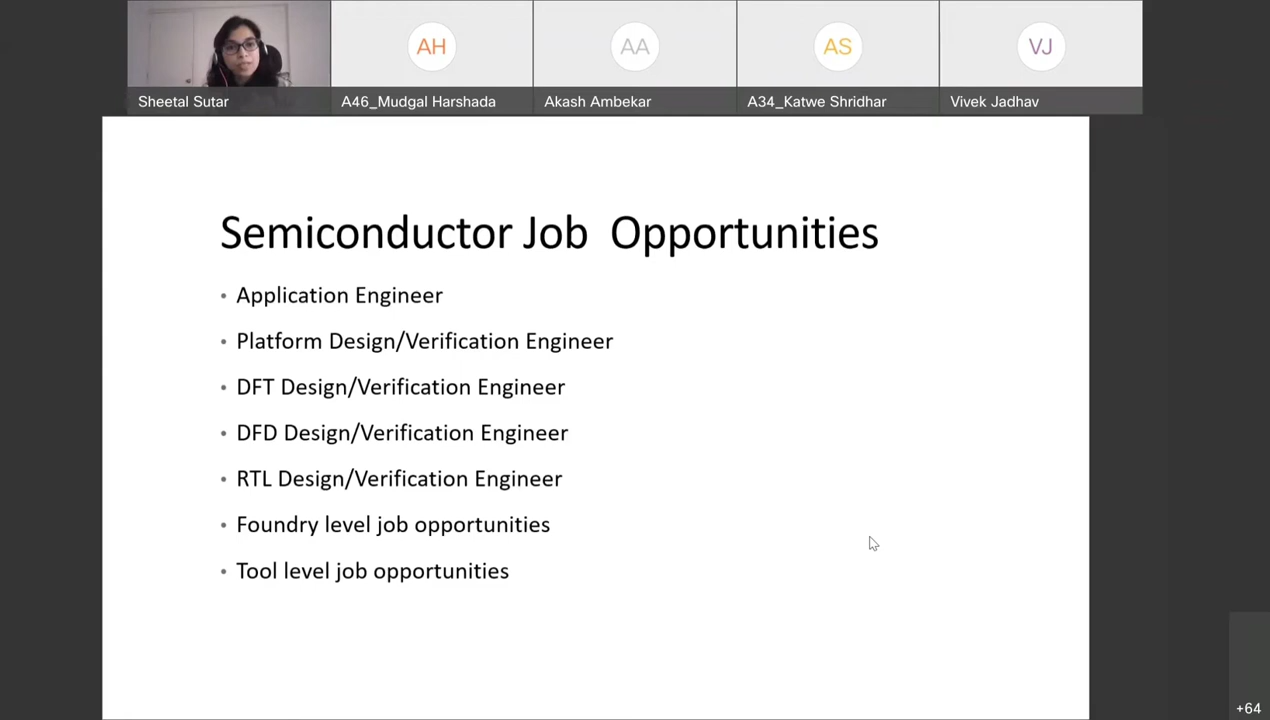 AH
AA
AS
VJ
Sheetal Sutar
A46_Mudgal Harshada
Akash Ambekar
A34_Katwe Shridhar
Vivek Jadhav
Semiconductor Job  Opportunities
• Application Engineer
• Platform Design/Verification Engineer
• DFT Design/Verification Engineer
• DFD Design/Verification Engineer
• RTL Design/Verification Engineer
• Foundry level job opportunities
• Tool level job opportunities
+64